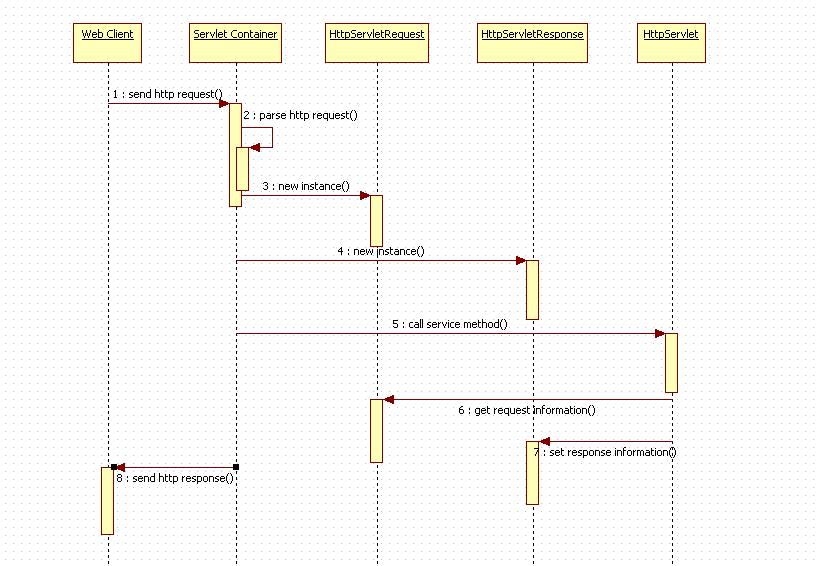 Web Client
Servlet Container
HttpServletRequest
HttpServletResponse
HttpServlet
1 : send http request()
2 : parse http request()
3 : new instance()
4 : new instance()
5 : call service method()
6 : get request information()
7 : set response information()
8 : send http response()